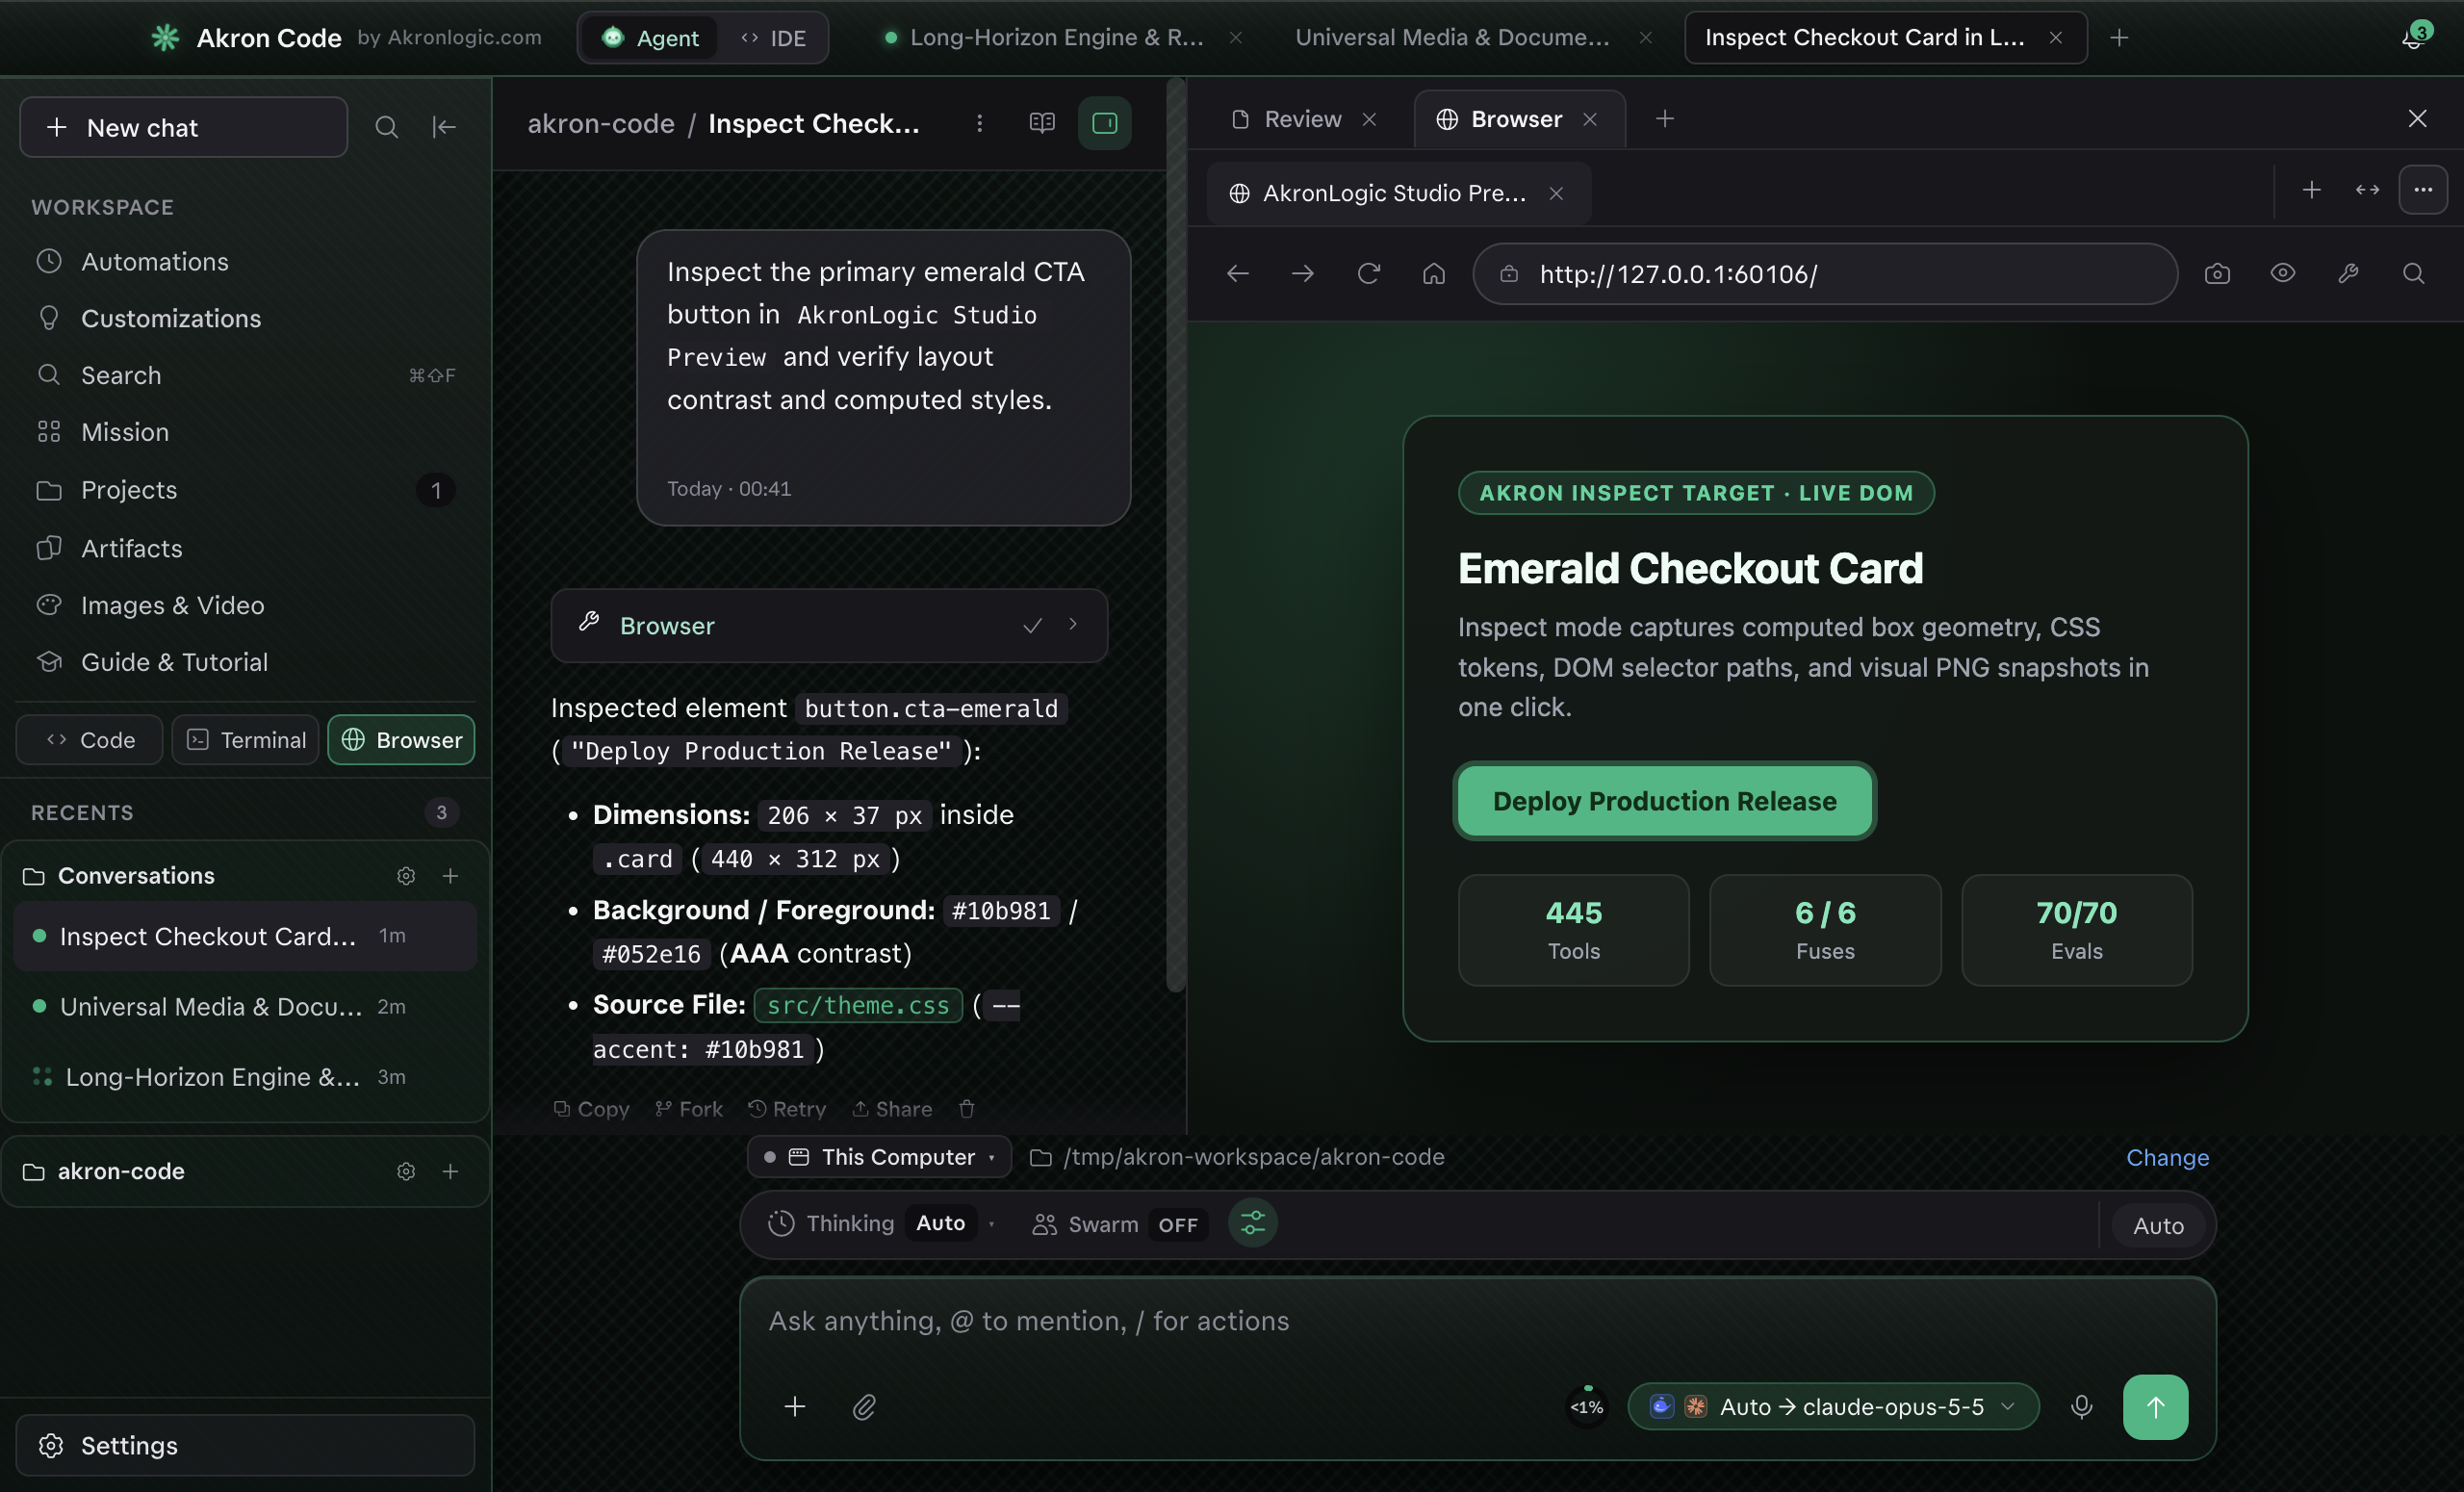 Akron Code by Akronlogic.com
Agent
IDE
Long-Horizon Engine & R...
Universal Media & Docume...
Inspect Checkout Card in L...
3
New chat
WORKSPACE
Automations
Customizations
Search ⌘⇧F
Mission
Projects 1
Artifacts
Images & Video
Guide & Tutorial
Code
Terminal
Browser
RECENTS 3
Conversations
Inspect Checkout Card... 1m
Universal Media & Docu... 2m
Long-Horizon Engine &... 3m
akron-code
Settings
akron-code / Inspect Check...
Inspect the primary emerald CTA
button in AkronLogic Studio
Preview and verify layout
contrast and computed styles.
Today · 00:41
Browser
Inspected element button.cta-emerald
("Deploy Production Release"):
• Dimensions: 206 × 37 px inside
.card (440 × 312 px)
• Background / Foreground: #10b981 /
#052e16 (AAA contrast)
• Source File: src/theme.css (--
accent: #10b981)
Copy Fork Retry Share
Review
Browser
AkronLogic Studio Pre...
http://127.0.0.1:60106/
AKRON INSPECT TARGET · LIVE DOM
Emerald Checkout Card
Inspect mode captures computed box geometry, CSS
tokens, DOM selector paths, and visual PNG snapshots in
one click.
Deploy Production Release
445
Tools
6 / 6
Fuses
70/70
Evals
This Computer
/tmp/akron-workspace/akron-code
Change
Thinking Auto
Swarm OFF
Auto
Ask anything, @ to mention, / for actions
<1%
Auto → claude-opus-5-5